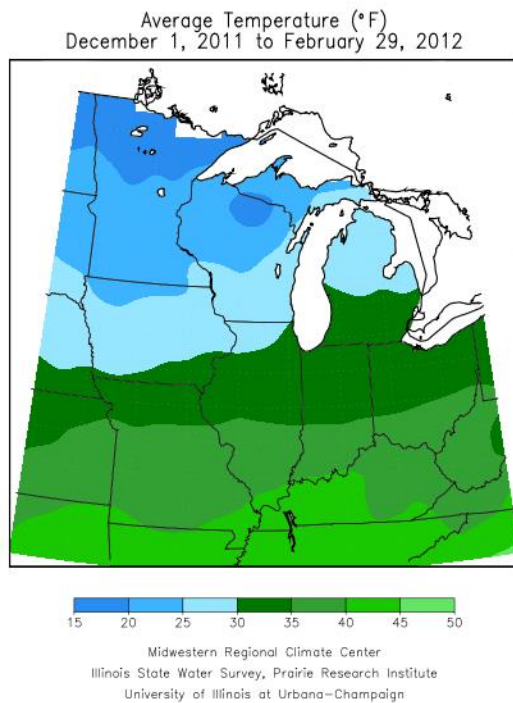 Average Temperature (°F)
December 1, 2011 to February 29, 2012
15 20 25 30 35 40 45 50
Midwestern Regional Climate Center
Illinois State Water Survey, Prairie Research Institute
University of Illinois at Urbana-Champaign